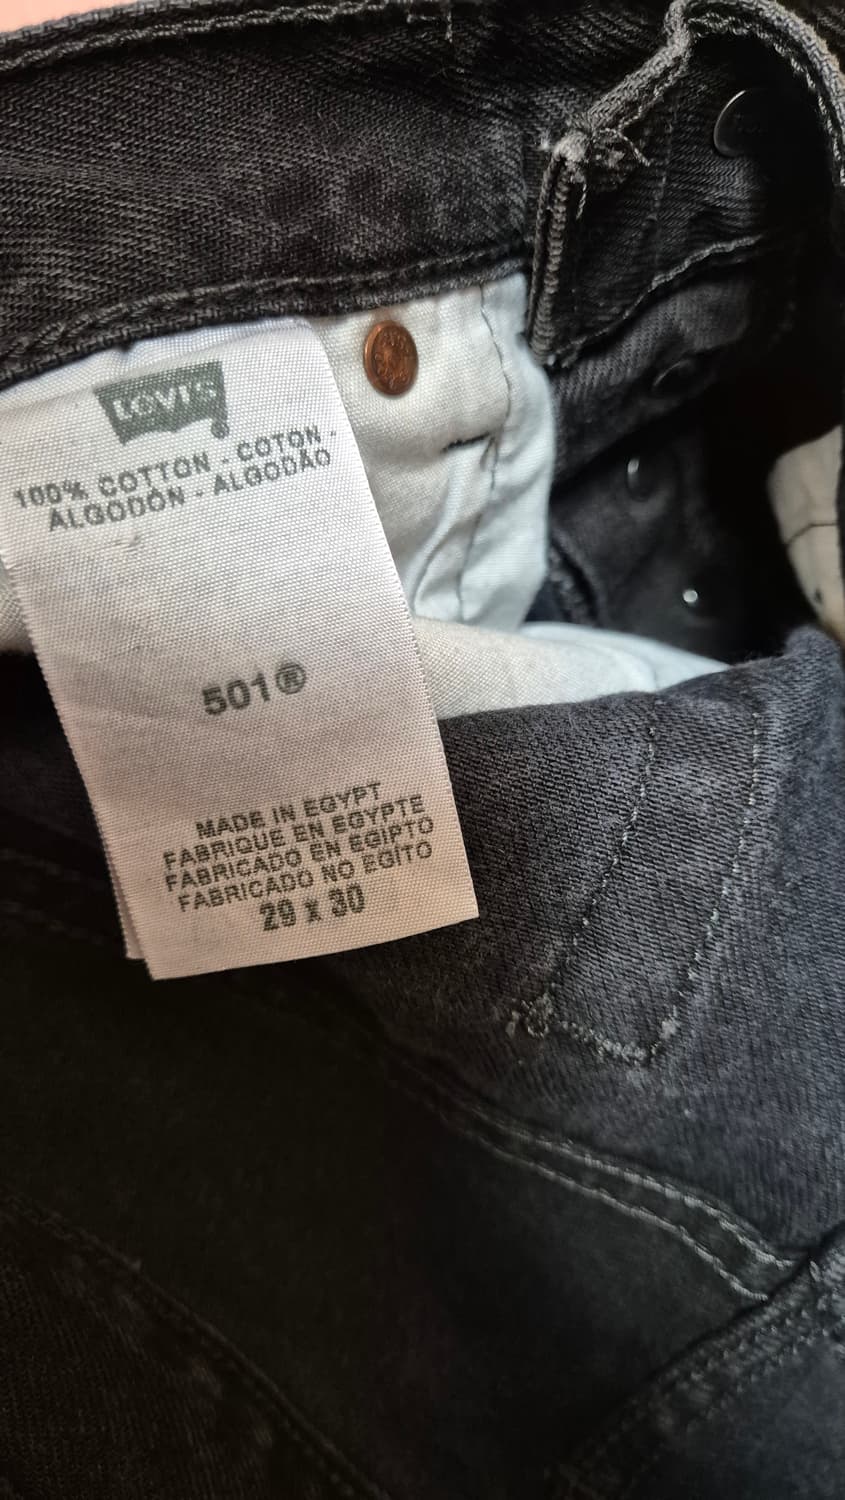 LEVI'S
100% COTTON - COTON -
ALGODÓN - ALGODÃO
501®
MADE IN EGYPT
FABRIQUE EN EGYPTE
FABRICADO EN EGIPTO
FABRICADO NO EGITO
29 x 30